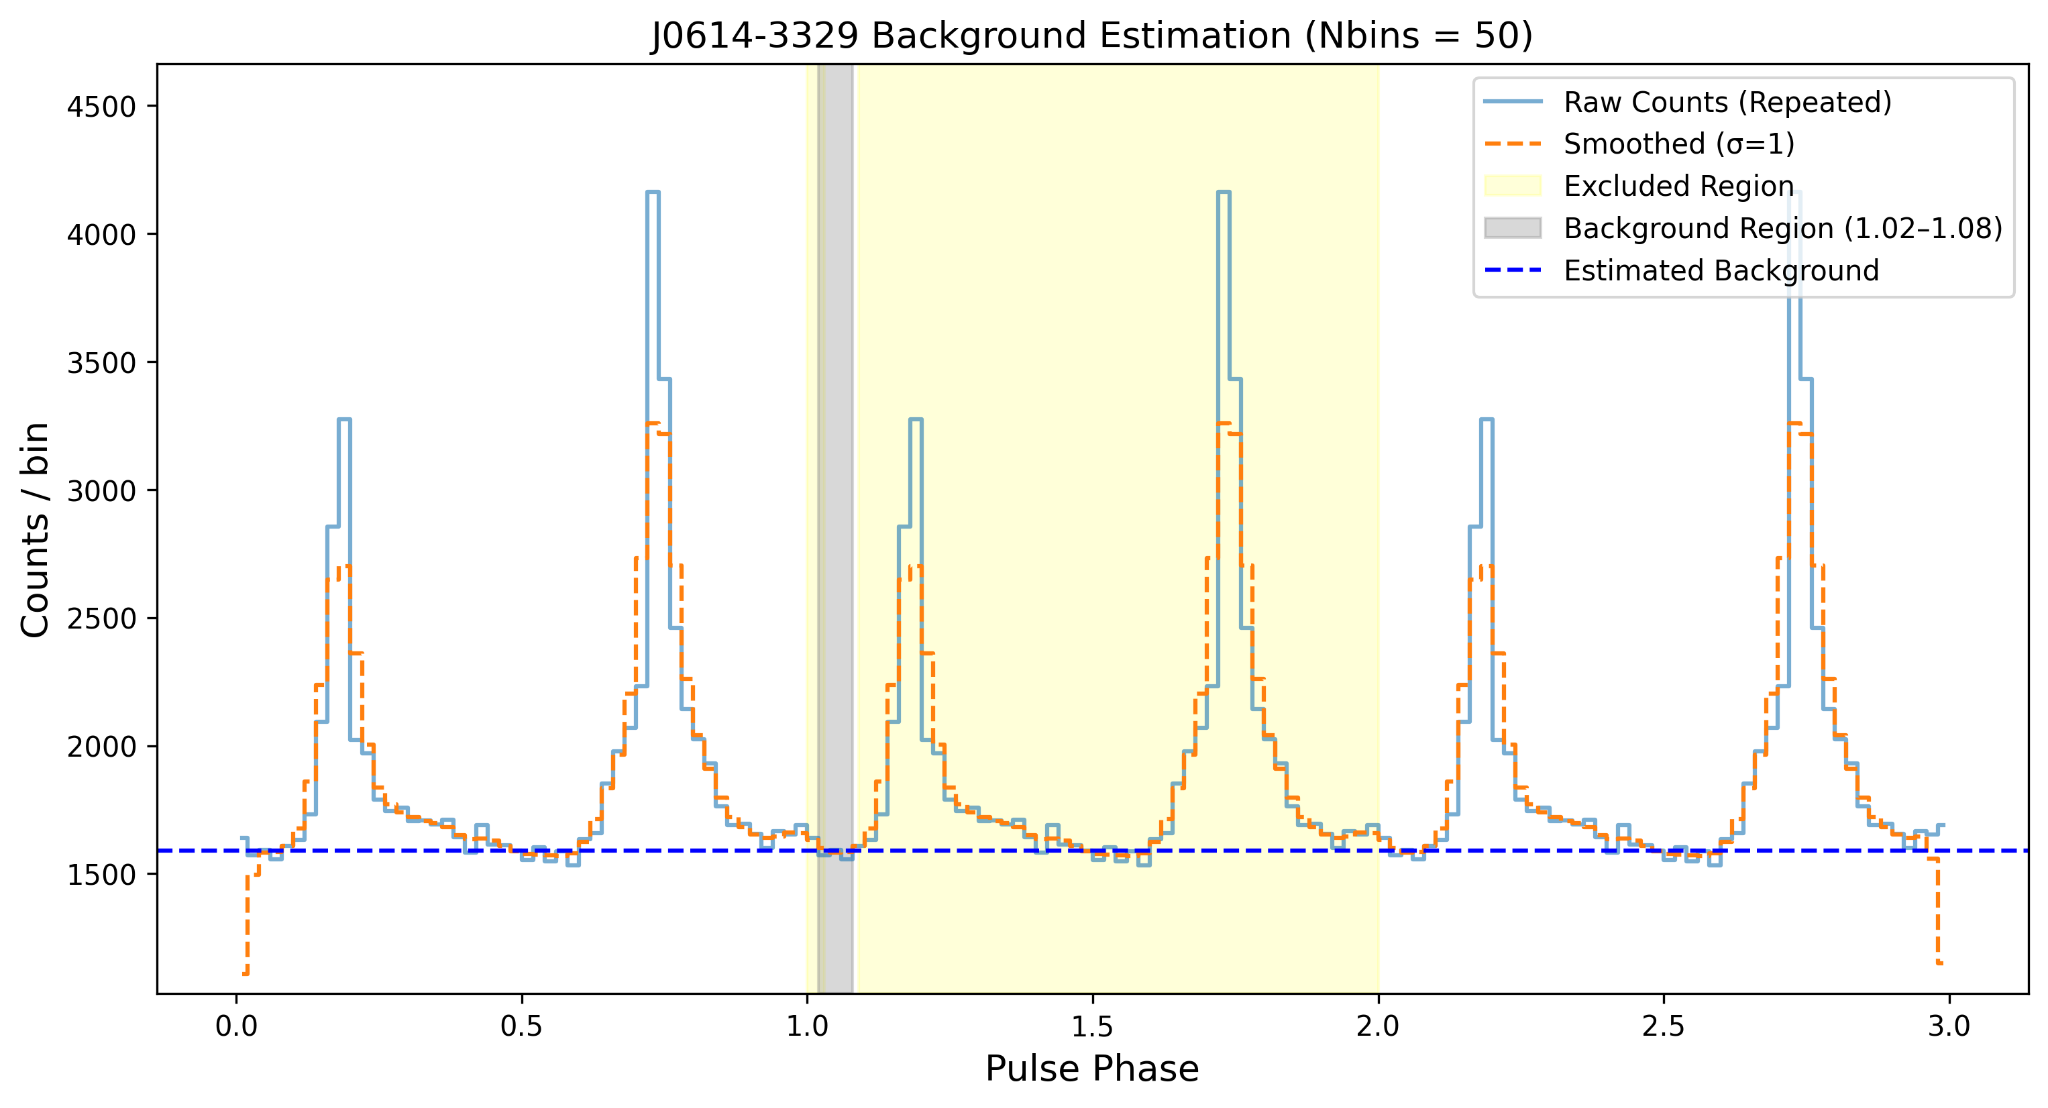 J0614-3329 Background Estimation (Nbins = 50)
Raw Counts (Repeated)
Smoothed (σ=1)
Excluded Region
Background Region (1.02–1.08)
Estimated Background
Counts / bin
4500
4000
3500
3000
2500
2000
1500
0.0 0.5 1.0 1.5 2.0 2.5 3.0
Pulse Phase